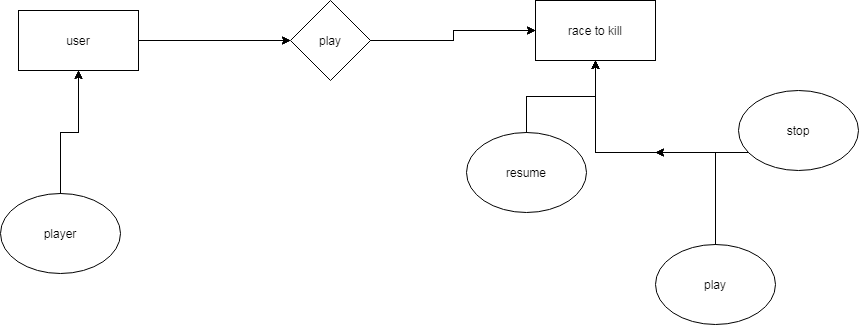 user
play
race to kill
stop
resume
player
play